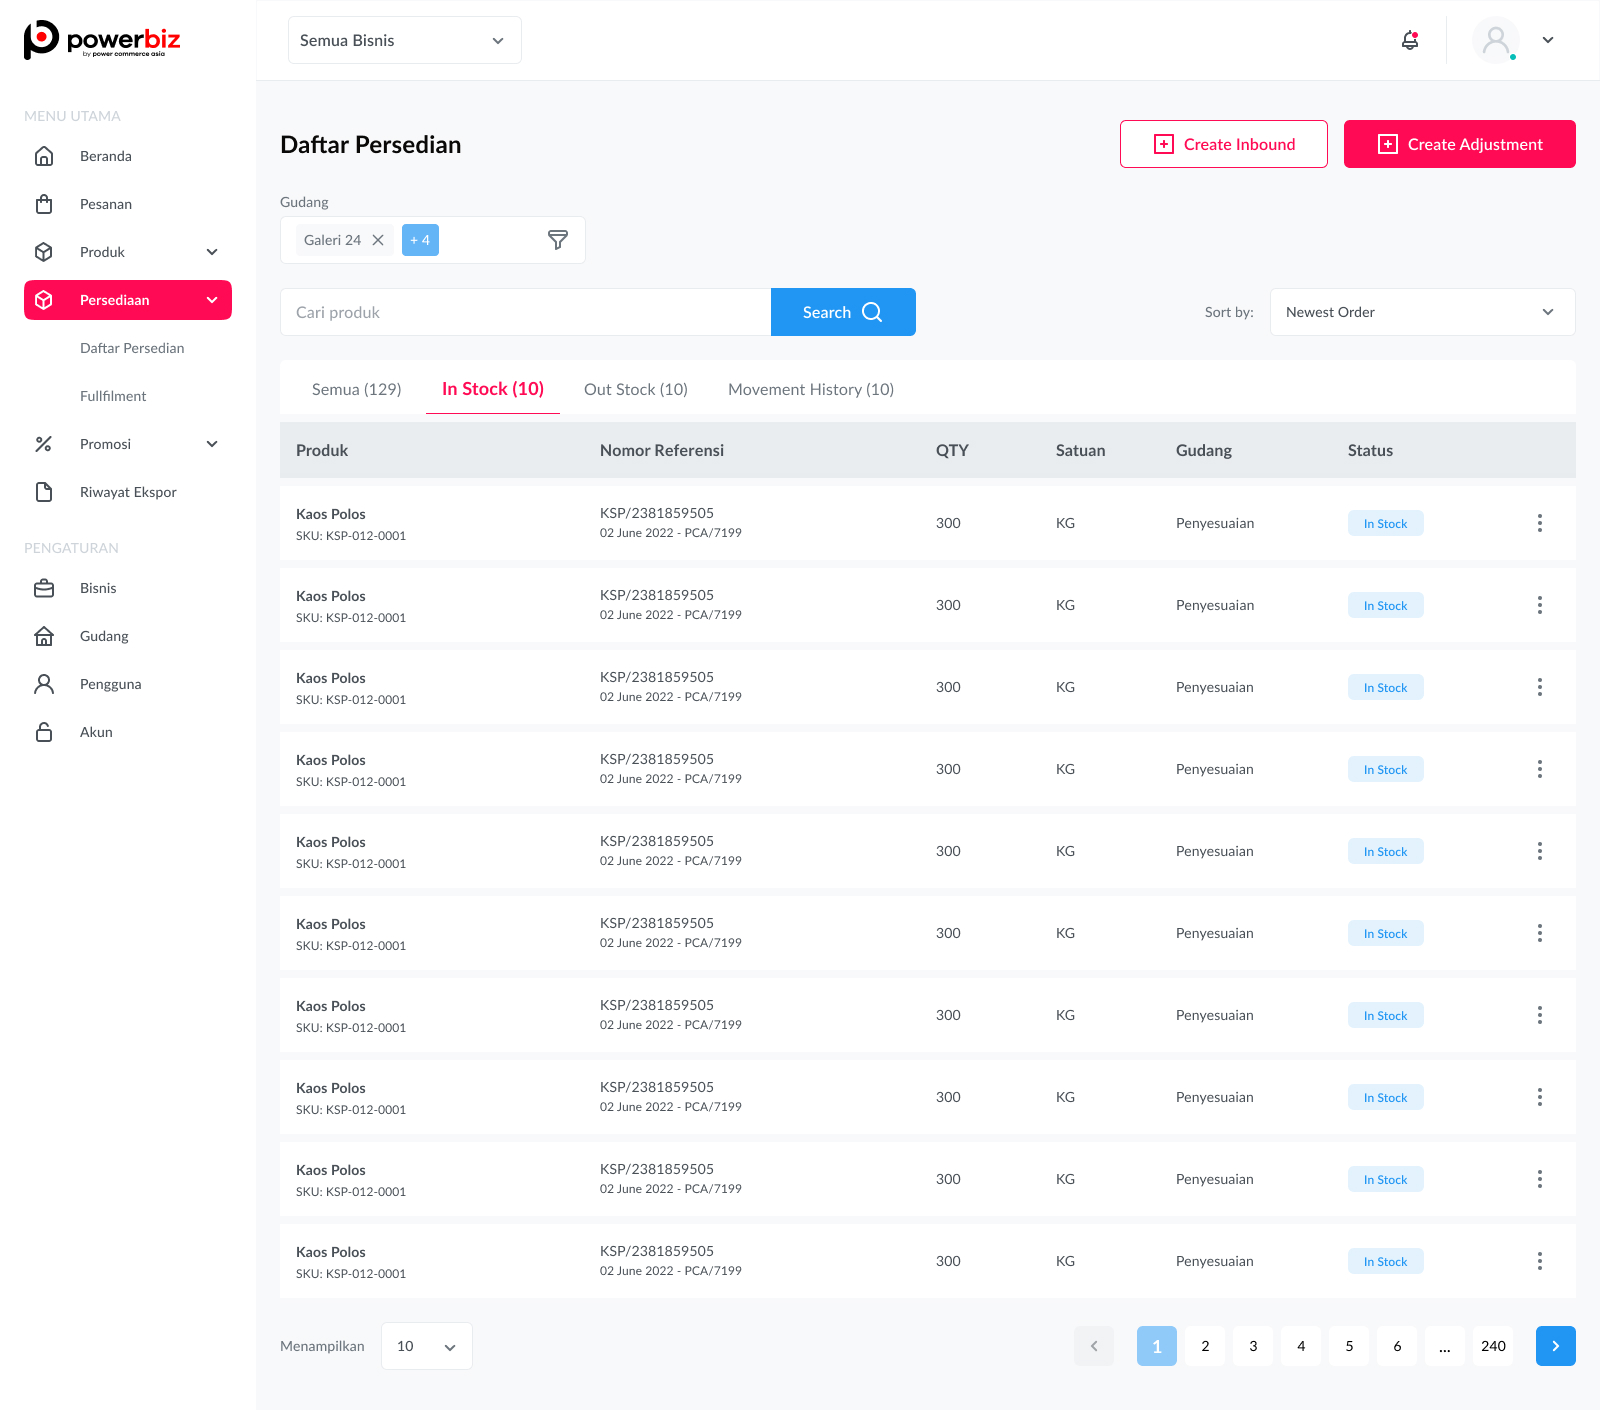 powerbiz
by power commerce asia
MENU UTAMA
Beranda
Pesanan
Produk
Persediaan
Daftar Persedian
Fullfilment
Promosi
Riwayat Ekspor
PENGATURAN
Bisnis
Gudang
Pengguna
Akun
Semua Bisnis
Daftar Persedian
Create Inbound
Create Adjustment
Gudang
Galeri 24
+ 4
Cari produk
Search
Sort by:
Newest Order
Semua (129)
In Stock (10)
Out Stock (10)
Movement History (10)
Produk Nomor Referensi QTY Satuan Gudang Status
Kaos Polos KSP/2381859505 300 KG Penyesuaian In Stock
SKU: KSP-012-0001 02 June 2022 - PCA/7199
Kaos Polos KSP/2381859505 300 KG Penyesuaian In Stock
SKU: KSP-012-0001 02 June 2022 - PCA/7199
Kaos Polos KSP/2381859505 300 KG Penyesuaian In Stock
SKU: KSP-012-0001 02 June 2022 - PCA/7199
Kaos Polos KSP/2381859505 300 KG Penyesuaian In Stock
SKU: KSP-012-0001 02 June 2022 - PCA/7199
Kaos Polos KSP/2381859505 300 KG Penyesuaian In Stock
SKU: KSP-012-0001 02 June 2022 - PCA/7199
Kaos Polos KSP/2381859505 300 KG Penyesuaian In Stock
SKU: KSP-012-0001 02 June 2022 - PCA/7199
Kaos Polos KSP/2381859505 300 KG Penyesuaian In Stock
SKU: KSP-012-0001 02 June 2022 - PCA/7199
Kaos Polos KSP/2381859505 300 KG Penyesuaian In Stock
SKU: KSP-012-0001 02 June 2022 - PCA/7199
Kaos Polos KSP/2381859505 300 KG Penyesuaian In Stock
SKU: KSP-012-0001 02 June 2022 - PCA/7199
Kaos Polos KSP/2381859505 300 KG Penyesuaian In Stock
SKU: KSP-012-0001 02 June 2022 - PCA/7199
Menampilkan 10
1 2 3 4 5 6 ... 240